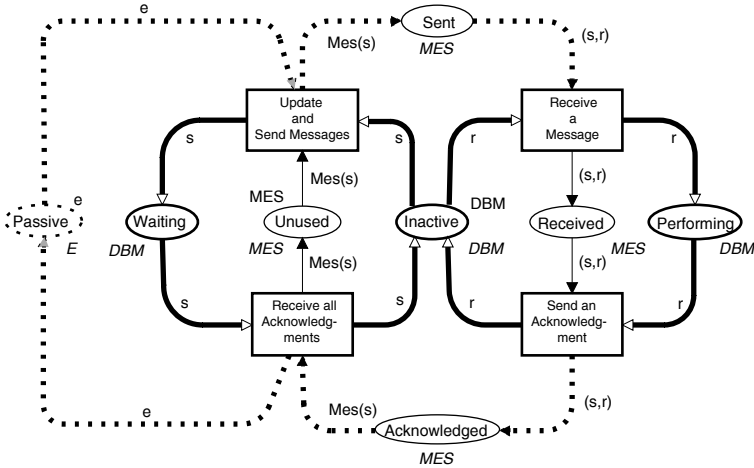 e
Sent
Mes(s)
MES
(s,r)
Update
and
Send Messages
Receive
a
Message
s
s
r
r
Mes(s)
(s,r)
e
Passive
E
Waiting
DBM
MES
Unused
MES
Inactive
DBM
DBM
Received
MES
Performing
DBM
Mes(s)
(s,r)
s
s
r
r
Receive all
Acknowledg-
ments
Send an
Acknowledg-
ment
e
Mes(s)
(s,r)
Acknowledged
MES